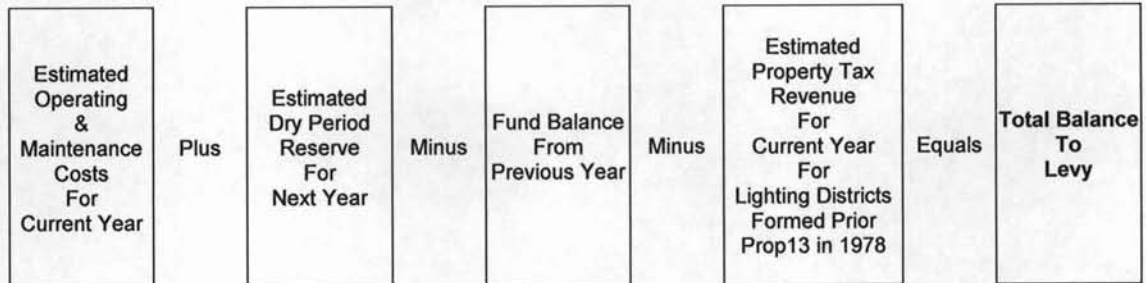 Estimated
Operating
&
Maintenance
Costs
For
Current Year
Plus
Estimated
Dry Period
Reserve
For
Next Year
Minus
Fund Balance
From
Previous Year
Minus
Estimated
Property Tax
Revenue
For
Current Year
For
Lighting Districts
Formed Prior
Prop13 in 1978
Equals
Total Balance
To
Levy